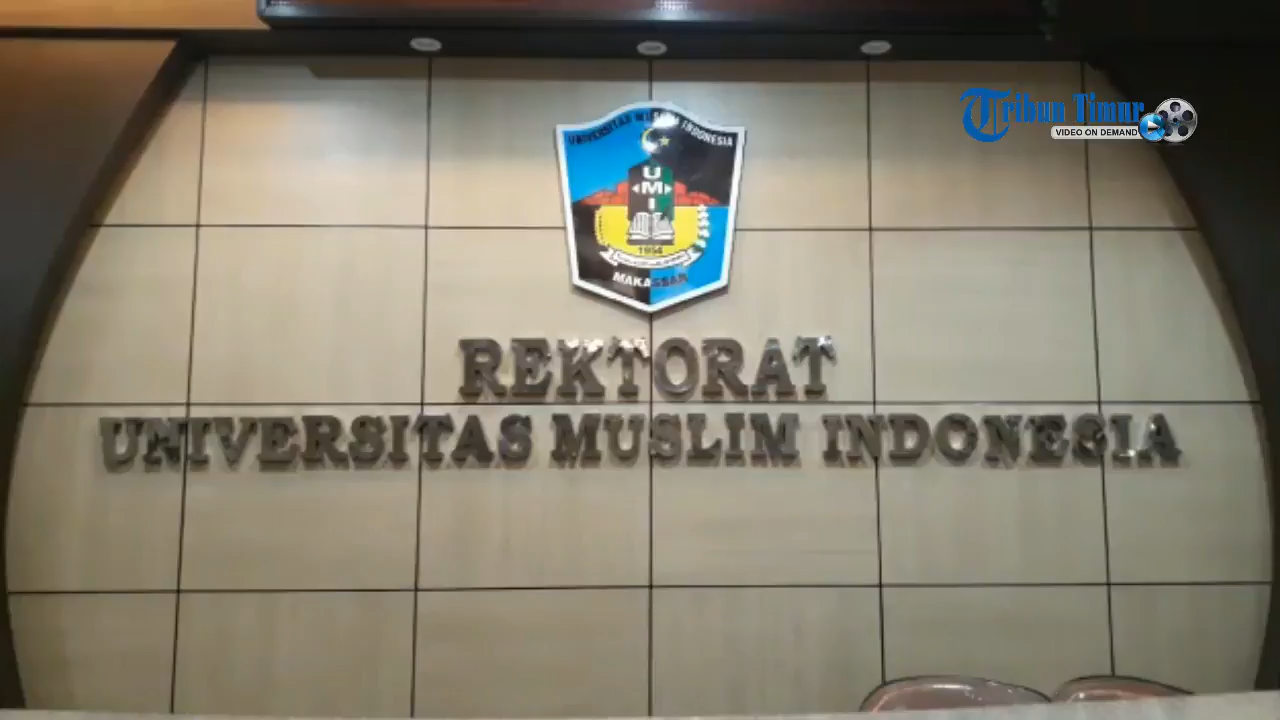 Tribun Timur
VIDEO ON DEMAND
UNIVERSITAS MUSLIM INDONESIA
UMI
1954
MAKASSAR
REKTORAT
UNIVERSITAS MUSLIM INDONESIA